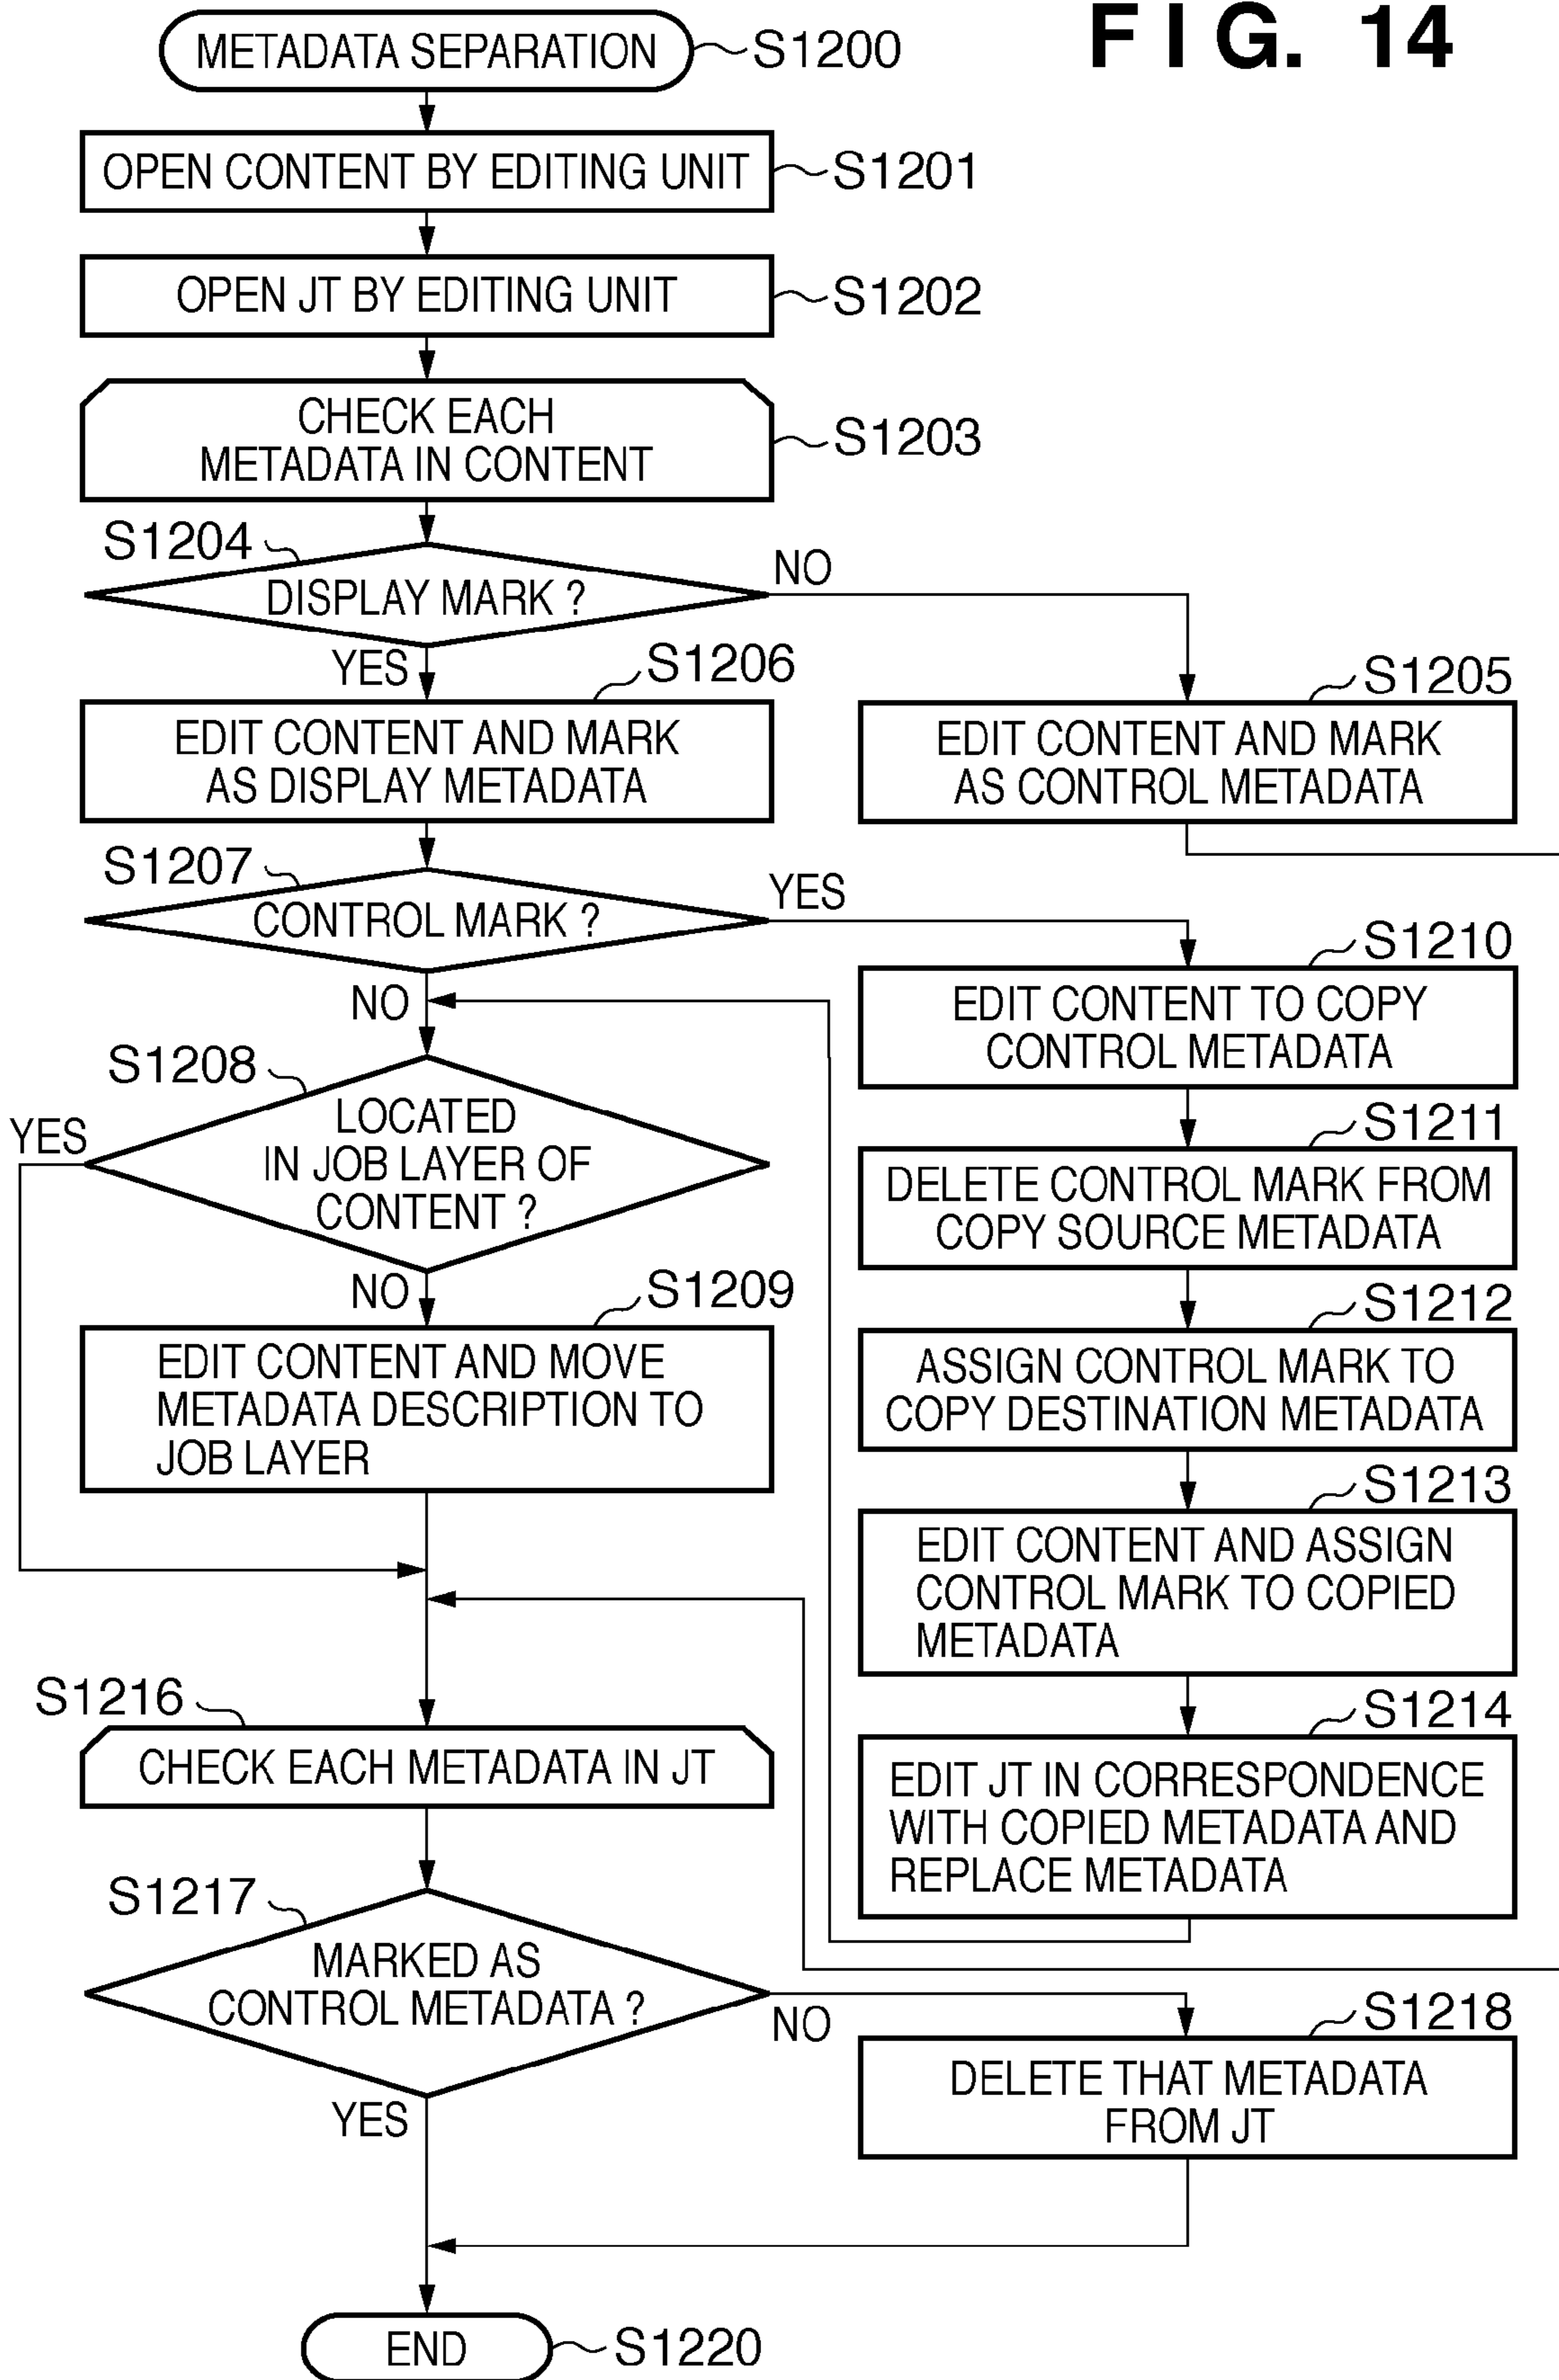 FIG. 14
METADATA SEPARATION
S1200
OPEN CONTENT BY EDITING UNIT
S1201
OPEN JT BY EDITING UNIT
S1202
CHECK EACH
METADATA IN CONTENT
S1203
S1204
DISPLAY MARK ?
NO
YES
S1206
EDIT CONTENT AND MARK
AS DISPLAY METADATA
S1205
EDIT CONTENT AND MARK
AS CONTROL METADATA
S1207
CONTROL MARK ?
YES
NO
S1210
EDIT CONTENT TO COPY
CONTROL METADATA
S1208
LOCATED
IN JOB LAYER OF
CONTENT ?
YES
NO
S1211
DELETE CONTROL MARK FROM
COPY SOURCE METADATA
S1209
EDIT CONTENT AND MOVE
METADATA DESCRIPTION TO
JOB LAYER
S1212
ASSIGN CONTROL MARK TO
COPY DESTINATION METADATA
S1213
EDIT CONTENT AND ASSIGN
CONTROL MARK TO COPIED
METADATA
S1216
CHECK EACH METADATA IN JT
S1214
EDIT JT IN CORRESPONDENCE
WITH COPIED METADATA AND
REPLACE METADATA
S1217
MARKED AS
CONTROL METADATA ?
NO
YES
S1218
DELETE THAT METADATA
FROM JT
END
S1220